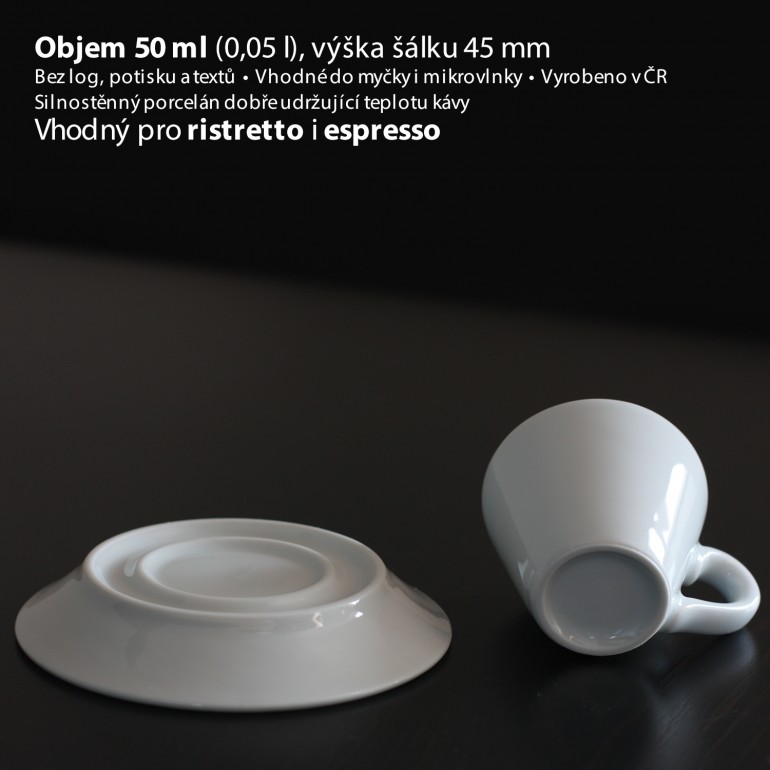 Objem 50 ml (0,05 l), výška šálku 45 mm
Bez log, potisku a textů • Vhodné do myčky i mikrovlnky • Vyrobeno v ČR
Silnostěnný porcelán dobře udržující teplotu kávy
Vhodný pro ristretto i espresso